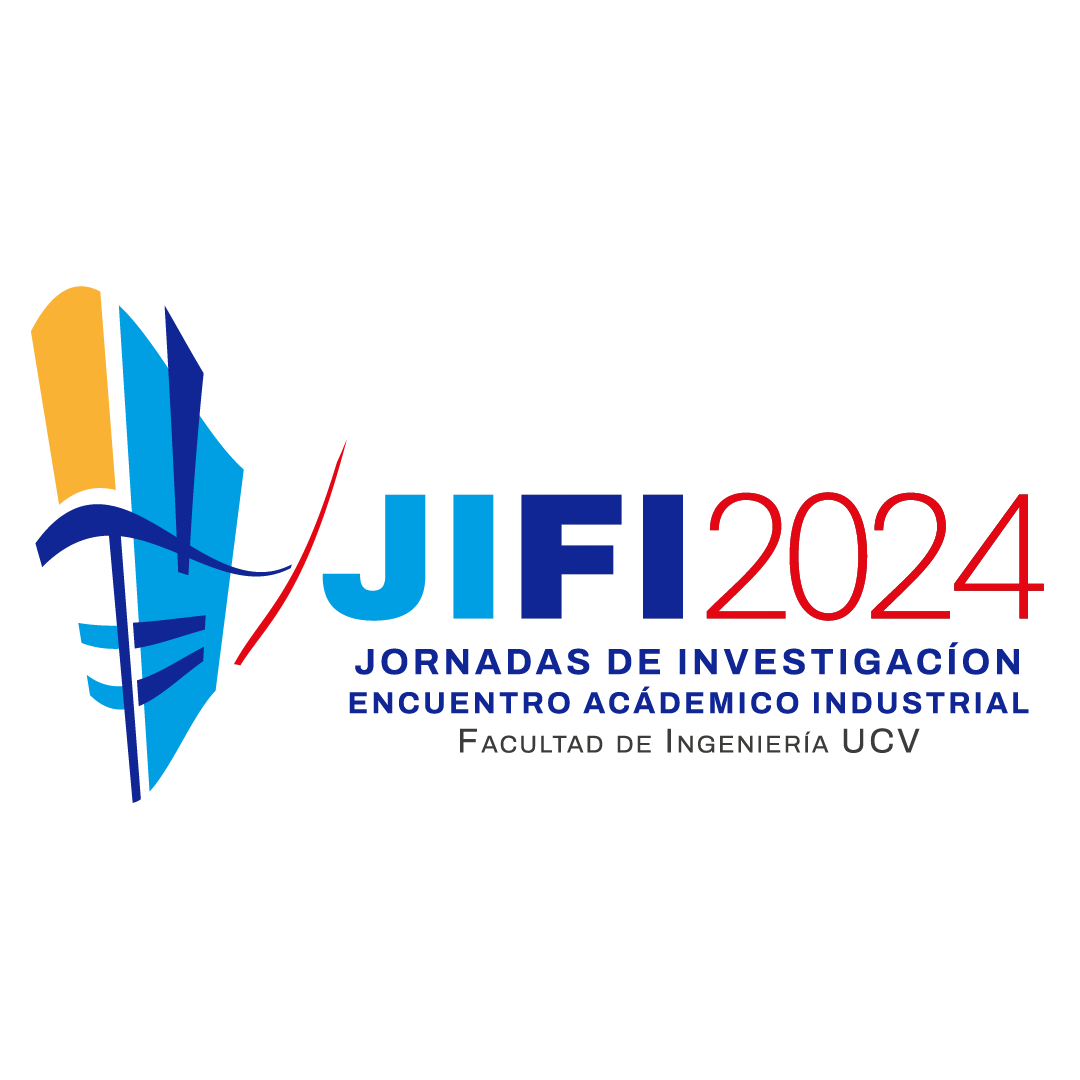 JIFI2024
JORNADAS DE INVESTIGACÍON
ENCUENTRO ACÁDEMICO INDUSTRIAL
FACULTAD DE INGENIERÍA UCV